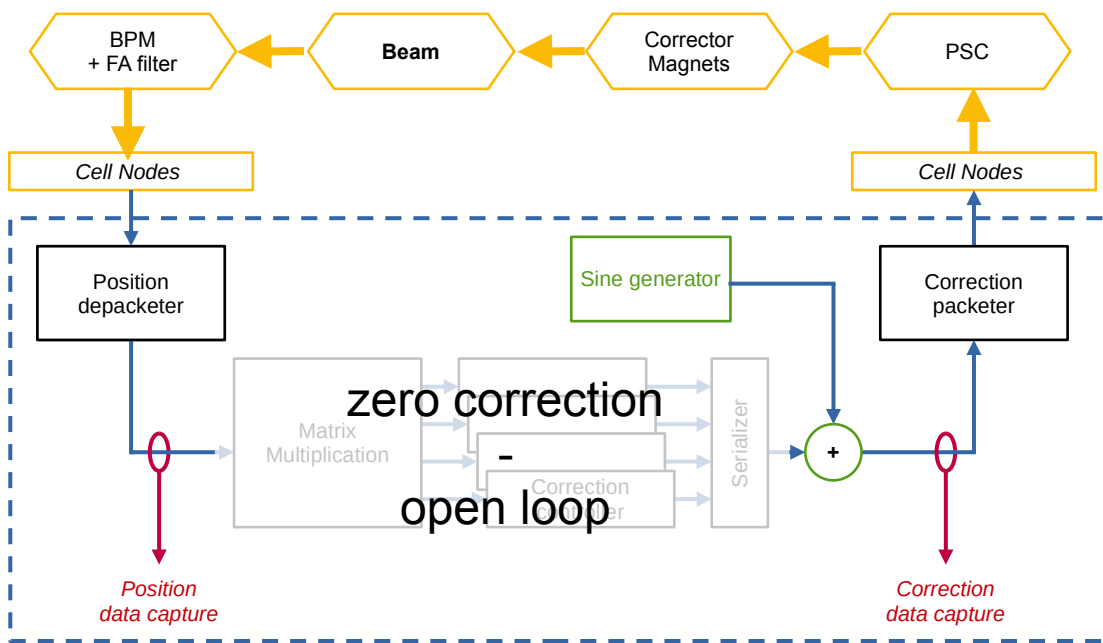 BPM
+ FA filter
Beam
Corrector
Magnets
PSC
Cell Nodes
Cell Nodes
Position
depacketer
Sine generator
Correction
packeter
zero correction
Matrix
Multiplication
-
Correction
controller
open loop
Serializer
+
Position
data capture
Correction
data capture